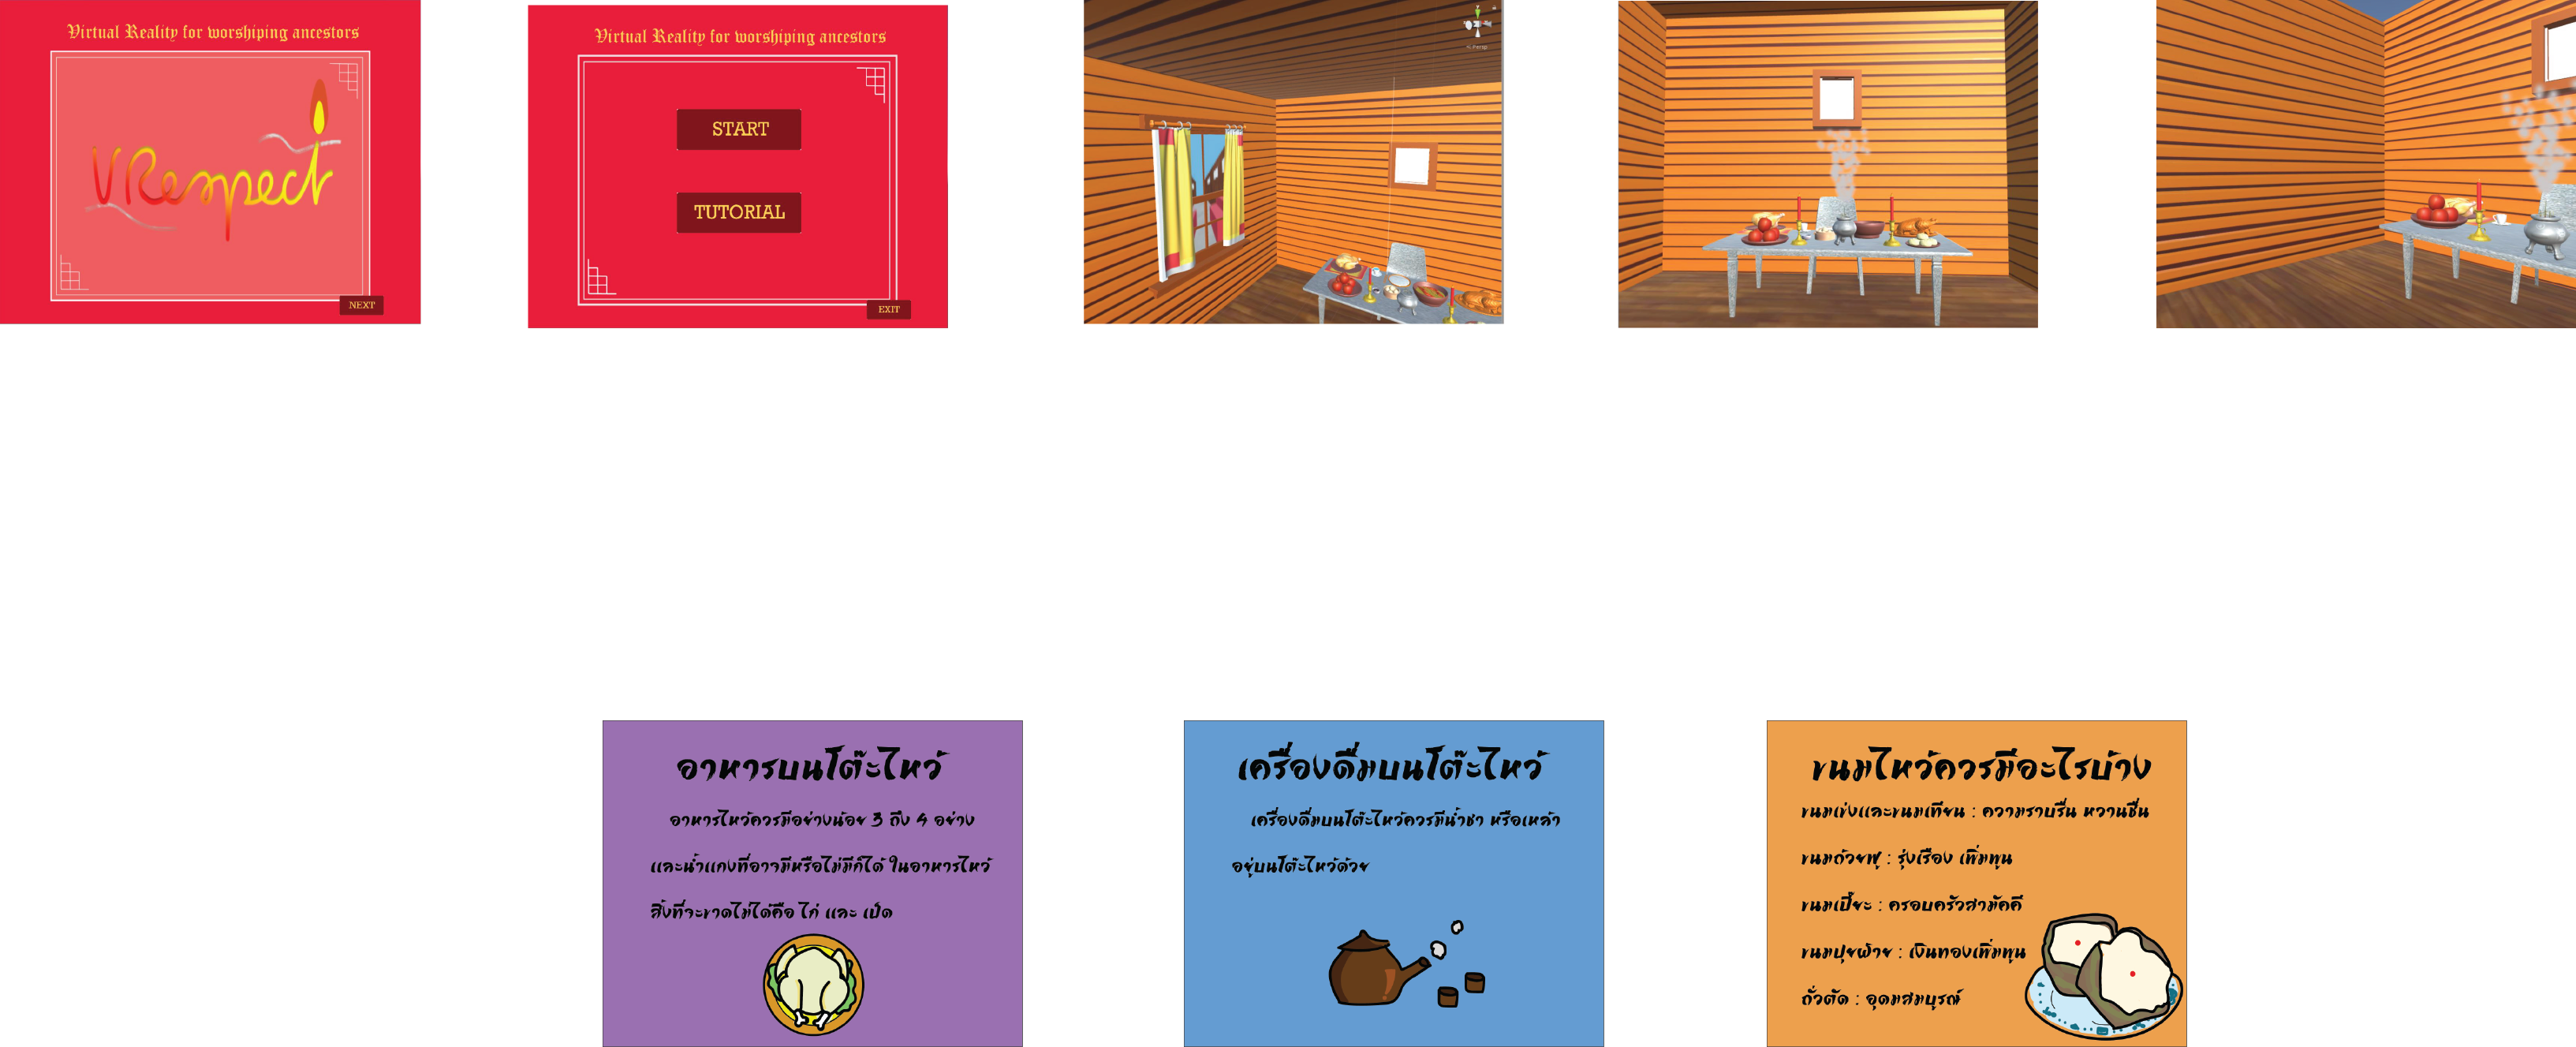 Virtual Reality for worshiping ancestors
VRespect
NEXT
Virtual Reality for worshiping ancestors
START
TUTORIAL
EXIT
อาหารบนโต๊ะไหว้
อาหารไหว้ควรมีอย่างน้อย 3 ถึง 4 อย่าง
และน้ำแกงที่อาจมีหรือไม่มีก็ได้ ในอาหารไหว้
สิ่งที่จะขาดไม่ได้คือ ไก่ และ เป็ด
เครื่องดื่มบนโต๊ะไหว้
เครื่องดื่มบนโต๊ะไหว้ควรมีน้ำชา หรือเหล้า
อยู่บนโต๊ะไหว้ด้วย
ขนมไหว้ควรมีอะไรบ้าง
ขนมเข่งและขนมเทียน : ความราบรื่น หวานชื่น
ขนมถ้วยฟู : รุ่งเรือง เพิ่มพูน
ขนมเปี๊ยะ : ครอบครัวสามัคคี
ขนมปุยฝ้าย : เงินทองเพิ่มพูน
ถั่วตัด : อุดมสมบูรณ์